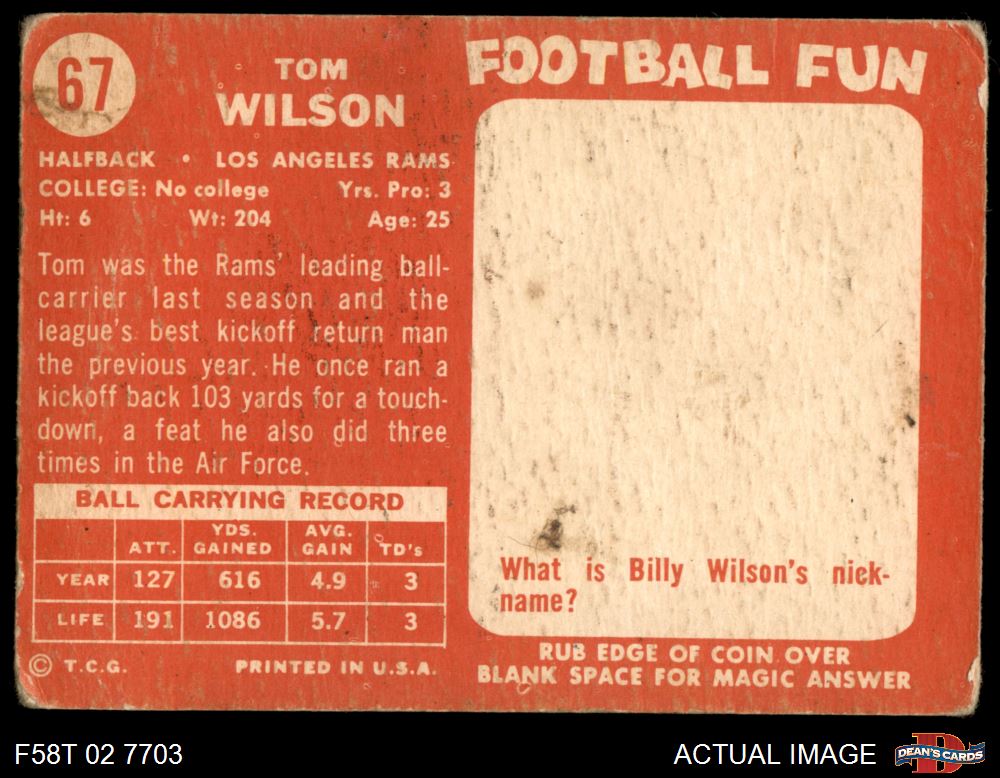 67
TOM
WILSON
HALFBACK • LOS ANGELES RAMS
COLLEGE: No college Yrs. Pro: 3
Ht: 6 Wt: 204 Age: 25
Tom was the Rams' leading ball-
carrier last season and the
league's best kickoff return man
the previous year. He once ran a
kickoff back 103 yards for a touch-
down, a feat he also did three
times in the Air Force.
BALL CARRYING RECORD
ATT. YDS. GAINED AVG. GAIN TD's
YEAR 127 616 4.9 3
LIFE 191 1086 5.7 3
© T.C.G. PRINTED IN U.S.A.
FOOTBALL FUN
What is Billy Wilson's nick-
name?
RUB EDGE OF COIN OVER
BLANK SPACE FOR MAGIC ANSWER
F58T 02 7703
ACTUAL IMAGE
DEAN'S CARDS